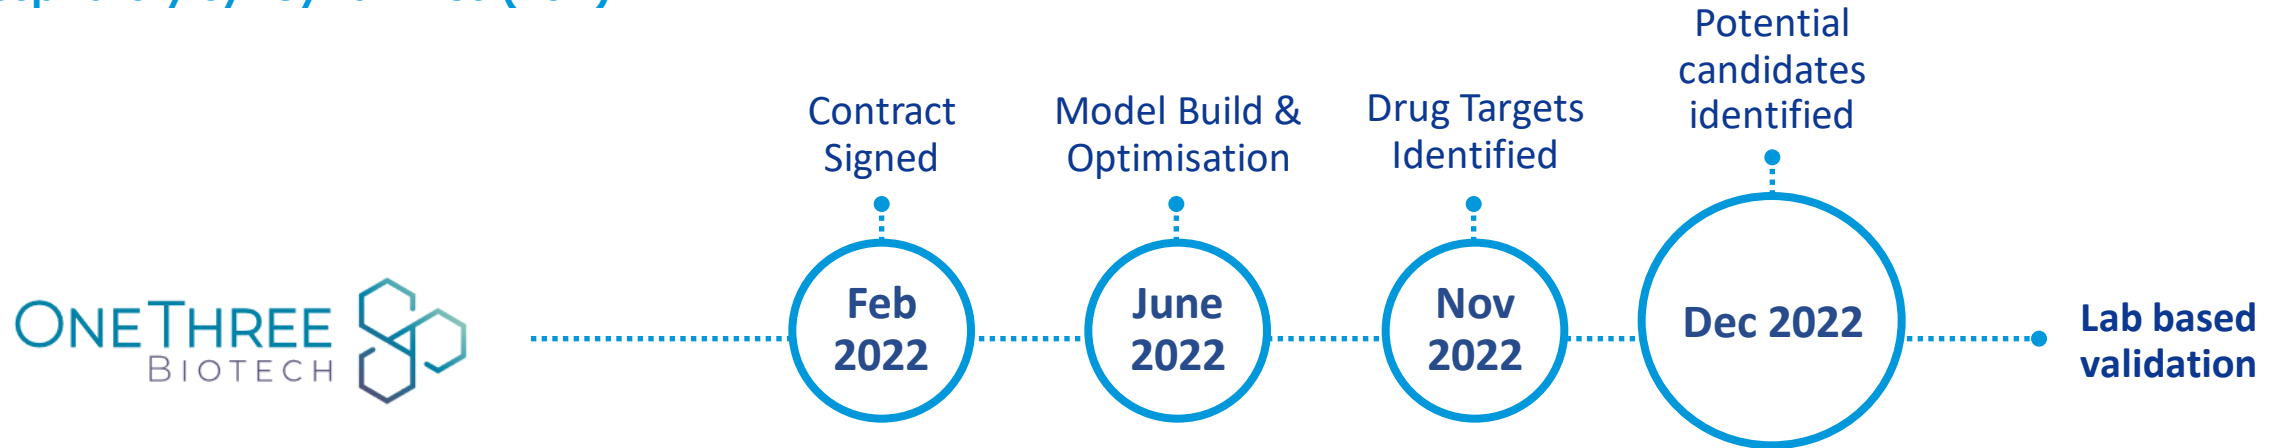 Potential
candidates
identified
Contract
Signed
Model Build &
Optimisation
Drug Targets
Identified
Feb
2022
June
2022
Nov
2022
Dec 2022
Lab based
validation
ONETHREE
BIOTECH